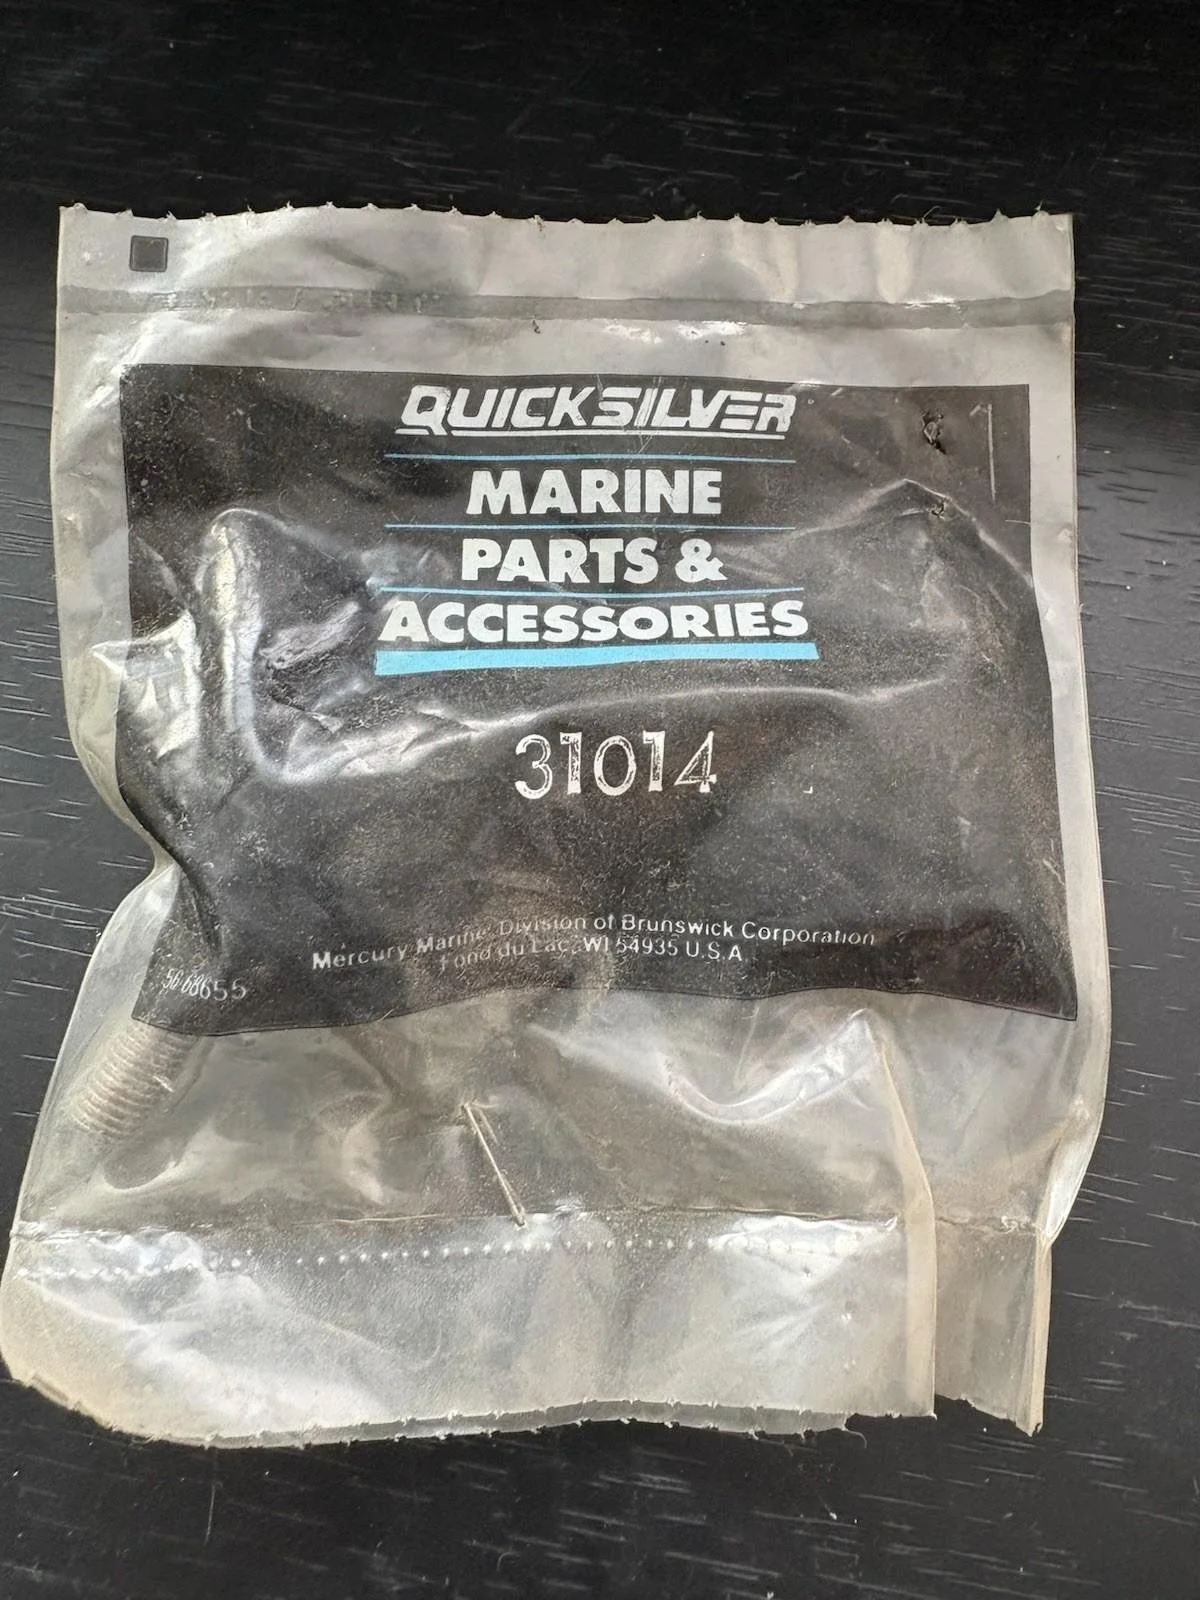 QUICKSILVER
MARINE
PARTS &
ACCESSORIES
31014
Mercury Marine Division of Brunswick Corporation
Fond du Lac, WI 54935 U.S.A.
56 68655